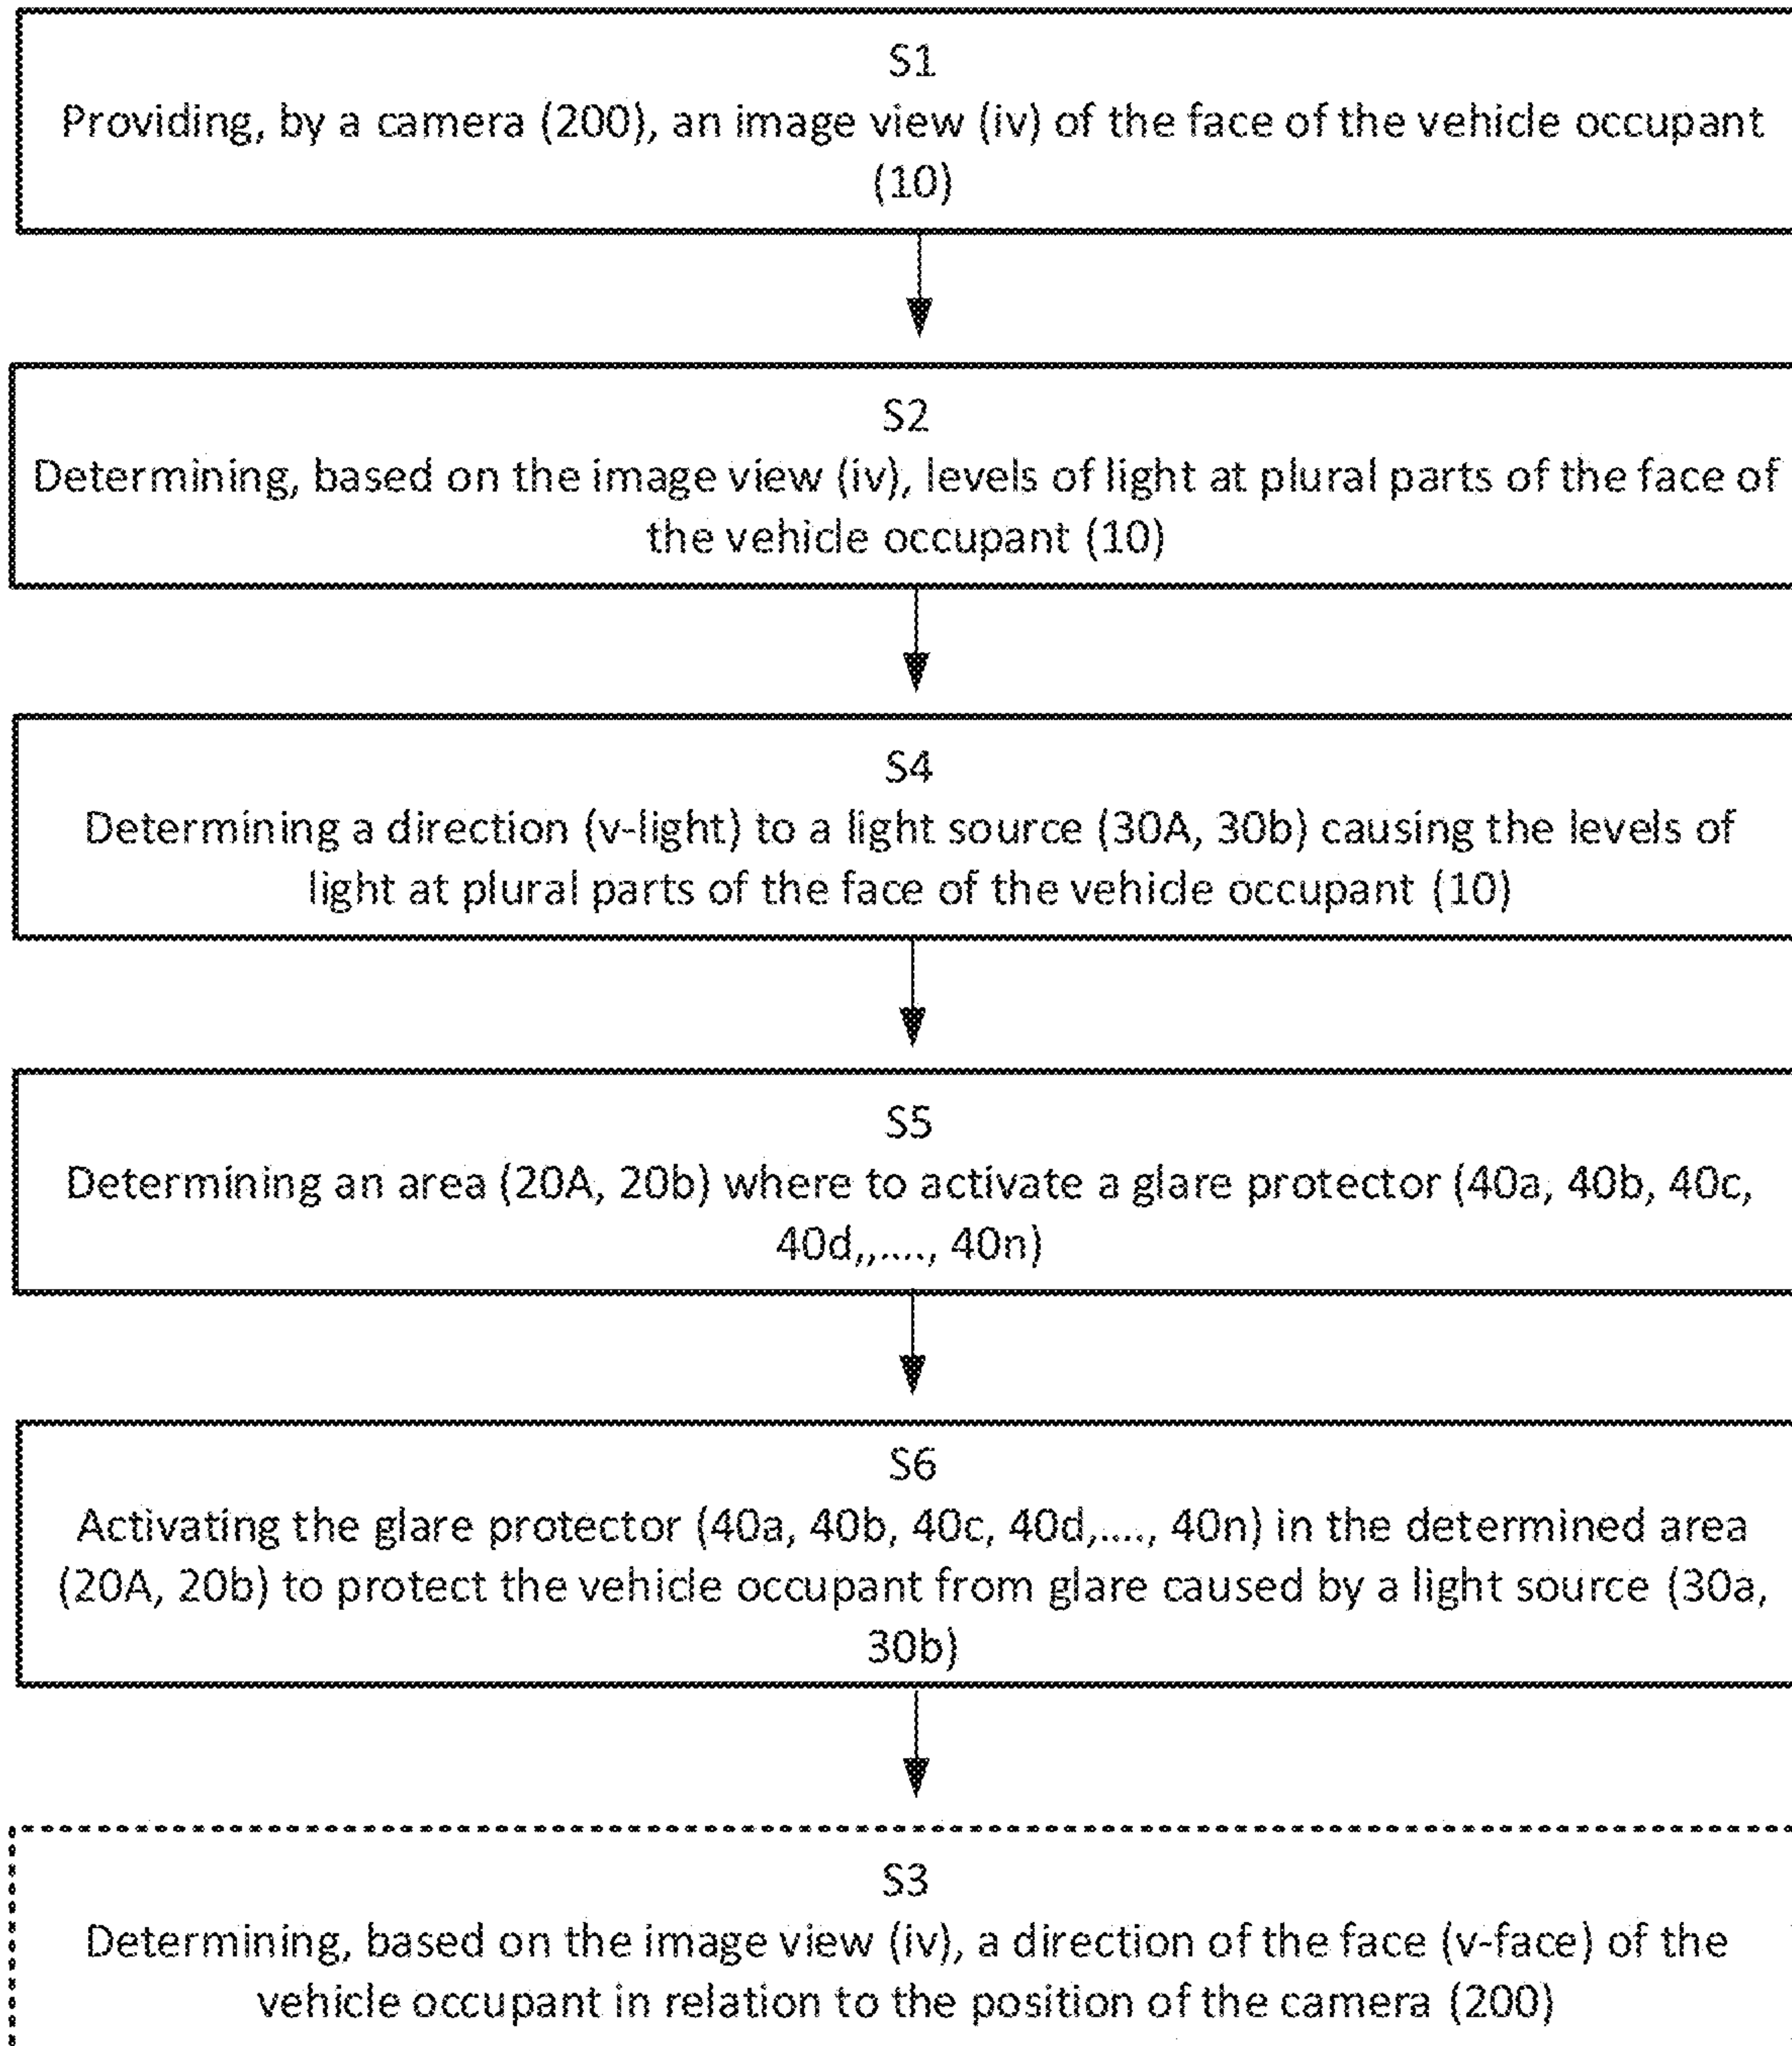 S1
Providing, by a camera (200), an image view (iv) of the face of the vehicle occupant
(10)
S2
Determining, based on the image view (iv), levels of light at plural parts of the face of
the vehicle occupant (10)
S4
Determining a direction (v-light) to a light source (30A, 30b) causing the levels of
light at plural parts of the face of the vehicle occupant (10)
S5
Determining an area (20A, 20b) where to activate a glare protector (40a, 40b, 40c,
40d,,...., 40n)
S6
Activating the glare protector (40a, 40b, 40c, 40d,...., 40n) in the determined area
(20A, 20b) to protect the vehicle occupant from glare caused by a light source (30a,
30b)
S3
Determining, based on the image view (iv), a direction of the face (v-face) of the
vehicle occupant in relation to the position of the camera (200)